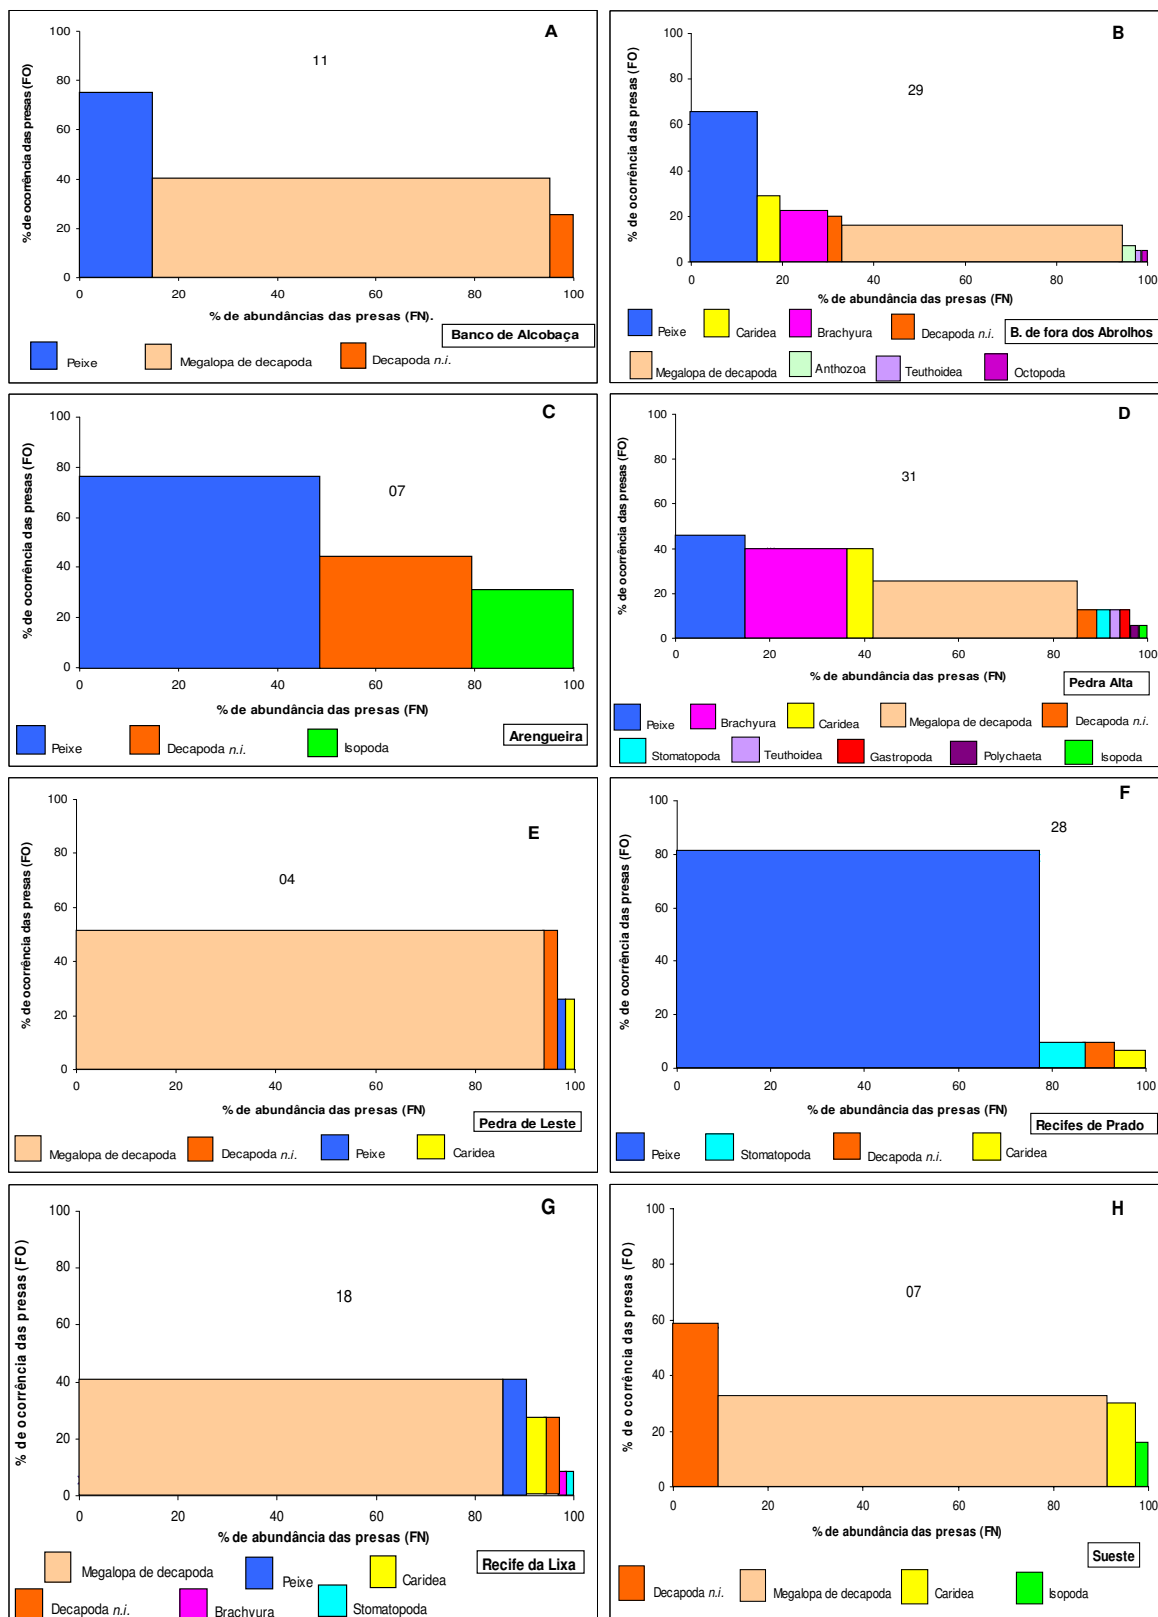 A
11
% de ocorrência das presas (FO)
100
80
60
40
20
0
0 20 40 60 80 100
% de abundâncias das presas (FN).
Banco de Alcobaça
Peixe Megalopa de decapoda Decapoda n.i.
B
29
% de ocorrência das presas (FO)
100
80
60
40
20
0
0 20 40 60 80 100
% de abundância das presas (FN)
Peixe Caridea Brachyura Decapoda n.i. B. de fora dos Abrolhos
Megalopa de decapoda Anthozoa Teuthoidea Octopoda
C
07
% de ocorrência das presas (FO)
100
80
60
40
20
0
0 20 40 60 80 100
% de abundância das presas (FN)
Peixe Decapoda n.i. Isopoda Arengueira
D
31
% de ocorrência das presas (FO)
100
80
60
40
20
0
0 20 40 60 80 100
% de abundância das presas (FN)
Pedra Alta
Peixe Brachyura Caridea Megalopa de decapoda Decapoda n.i.
Stomatopoda Teuthoidea Gastropoda Polychaeta Isopoda
E
04
% de ocorrência das presas (FO)
100
80
60
40
20
0
0 20 40 60 80 100
% de abundância das presas (FN)
Pedra de Leste
Megalopa de decapoda Decapoda n.i. Peixe Caridea
F
28
% de ocorrência das presas (FO)
100
80
60
40
20
0
0 20 40 60 80 100
% de abundância das presas (FN)
Recifes de Prado
Peixe Stomatopoda Decapoda n.i. Caridea
G
18
% de ocorrência das presas (FO)
100
80
60
40
20
0
0 20 40 60 80 100
% de abundância das presas (FN)
Recife da Lixa
Megalopa de decapoda Peixe Caridea
Decapoda n.i. Brachyura Stomatopoda
H
07
% de ocorrência das presas (FO)
100
80
60
40
20
0
0 20 40 60 80 100
% de abundância das presas (FN)
Sueste
Decapoda n.i. Megalopa de decapoda Caridea Isopoda